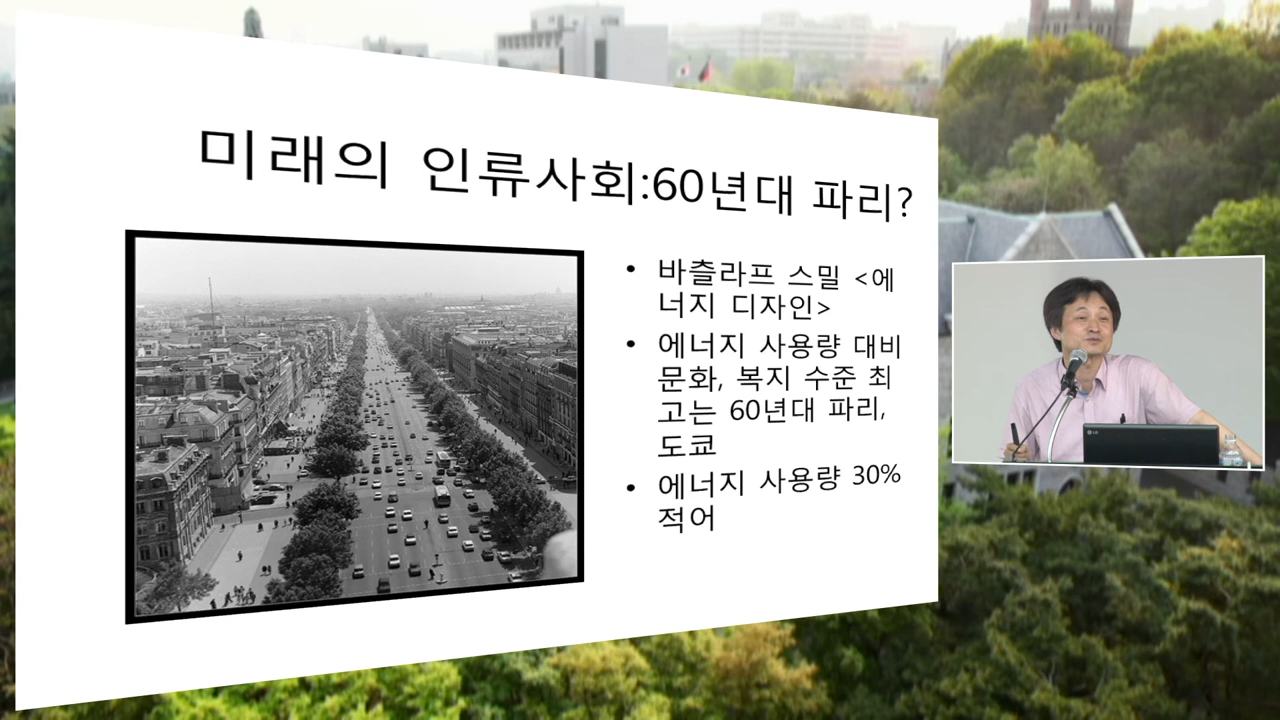 미래의 인류사회:60년대 파리?
• 바츨라프 스밀 <에
너지 디자인>
• 에너지 사용량 대비
문화, 복지 수준 최
고는 60년대 파리,
도쿄
• 에너지 사용량 30%
적어
LG